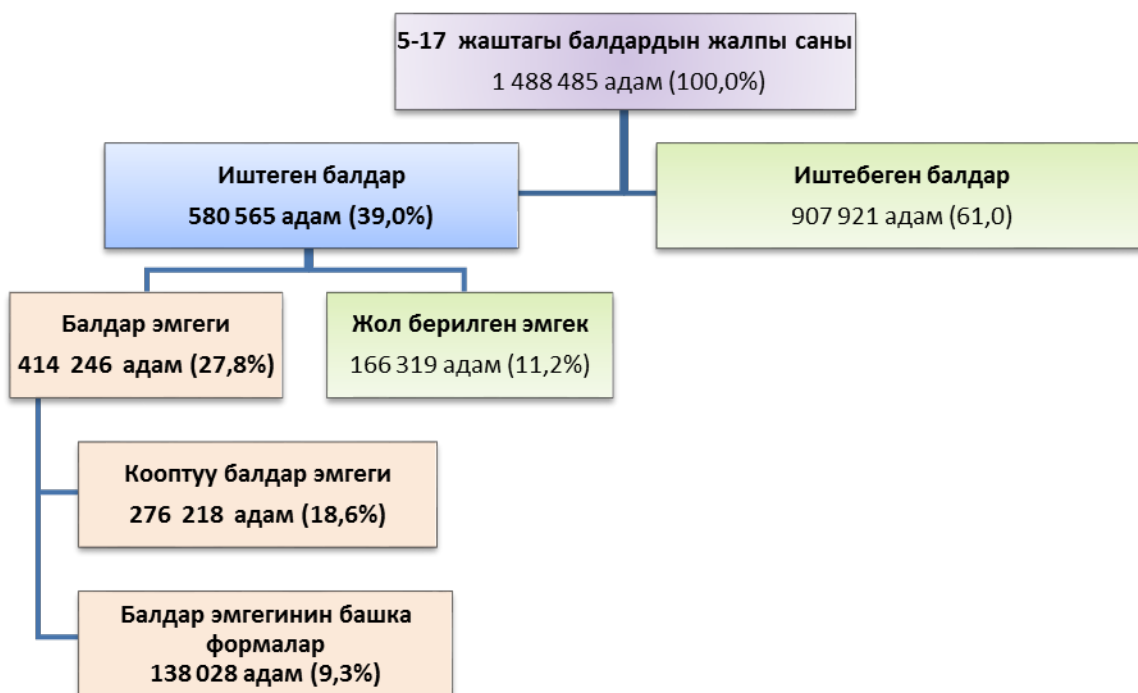 5-17 жаштагы балдардын жалпы саны
1 488 485 адам (100,0%)
Иштеген балдар
580 565 адам (39,0%)
Иштебеген балдар
907 921 адам (61,0)
Балдар эмгеги
414 246 адам (27,8%)
Жол берилген эмгек
166 319 адам (11,2%)
Кооптуу балдар эмгеги
276 218 адам (18,6%)
Балдар эмгегинин башка
формалар
138 028 адам (9,3%)